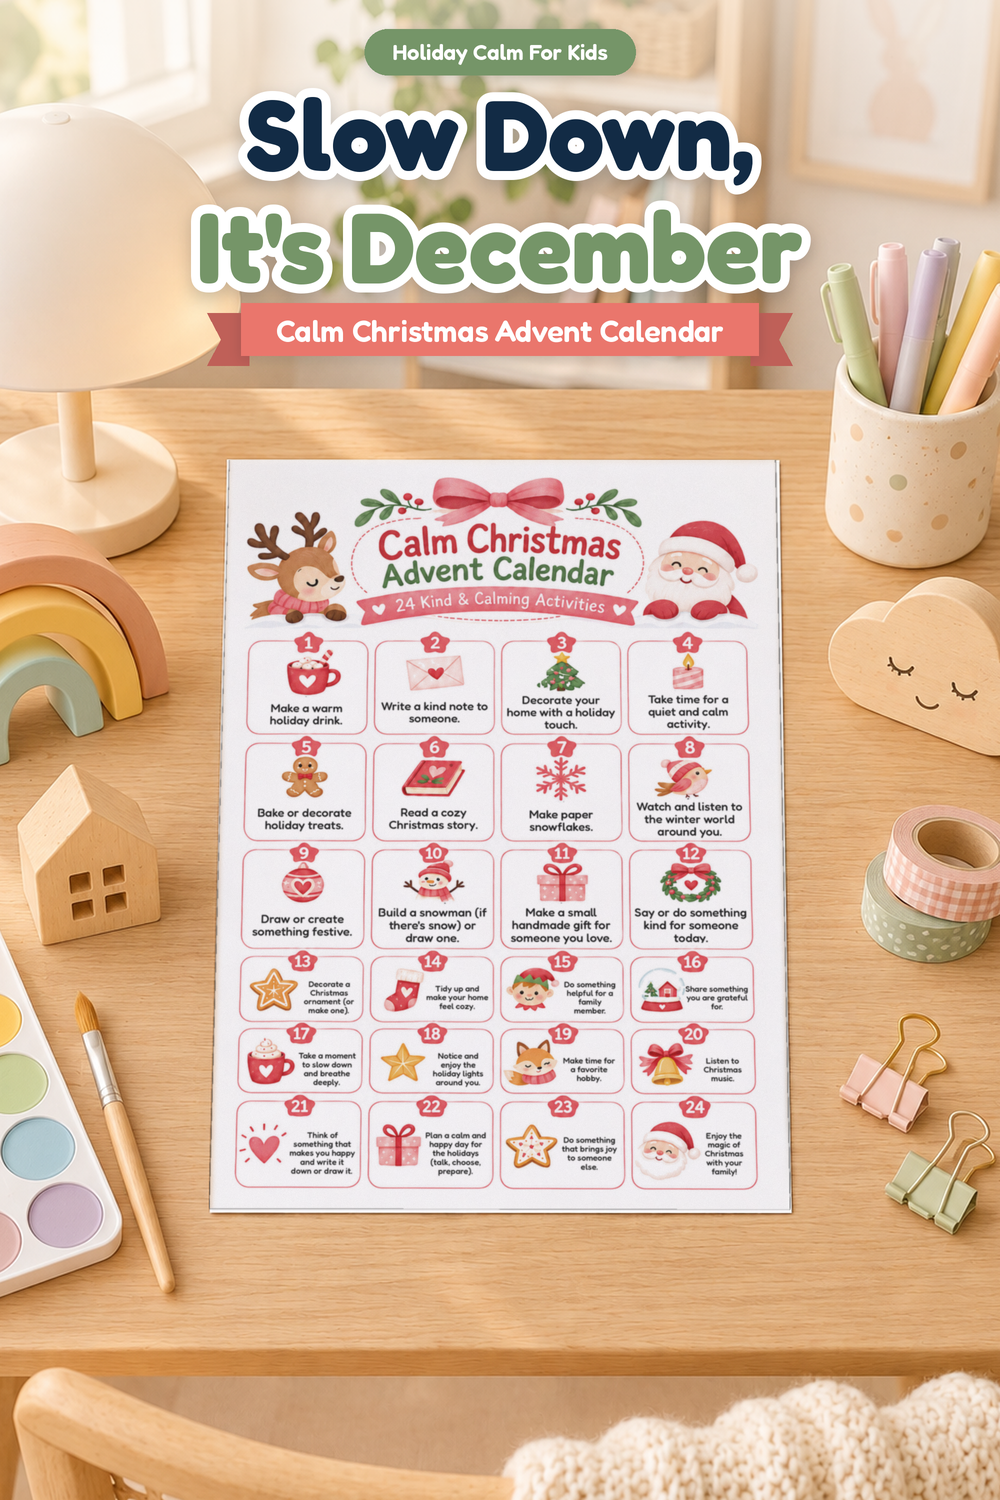 Holiday Calm For Kids
Slow Down,
It's December
Calm Christmas Advent Calendar
Calm Christmas
Advent Calendar
24 Kind & Calming Activities
1
Make a warm
holiday drink.
2
Write a kind note to
someone.
3
Decorate your
home with a holiday
touch.
4
Take time for a
quiet and calm
activity.
5
Bake or decorate
holiday treats.
6
Read a cozy
Christmas story.
7
Make paper
snowflakes.
8
Watch and listen to
the winter world
around you.
9
Draw or create
something festive.
10
Build a snowman (if
there's snow) or
draw one.
11
Make a small
handmade gift for
someone you love.
12
Say or do something
kind for someone
today.
13
Decorate a
Christmas
ornament (or
make one).
14
Tidy up and
make your home
feel cozy.
15
Do something
helpful for a
family
member.
16
Share something
you are grateful
for.
17
Take a moment
to slow down
and breathe
deeply.
18
Notice and
enjoy the
holiday lights
around you.
19
Make time for
a favorite
hobby.
20
Listen to
Christmas
music.
21
Think of
something that
makes you happy
and write it
down or draw it.
22
Plan a calm and
happy day for
the holidays
(talk, choose,
prepare).
23
Do something
that brings joy
to someone
else.
24
Enjoy the
magic of
Christmas
with your
family!